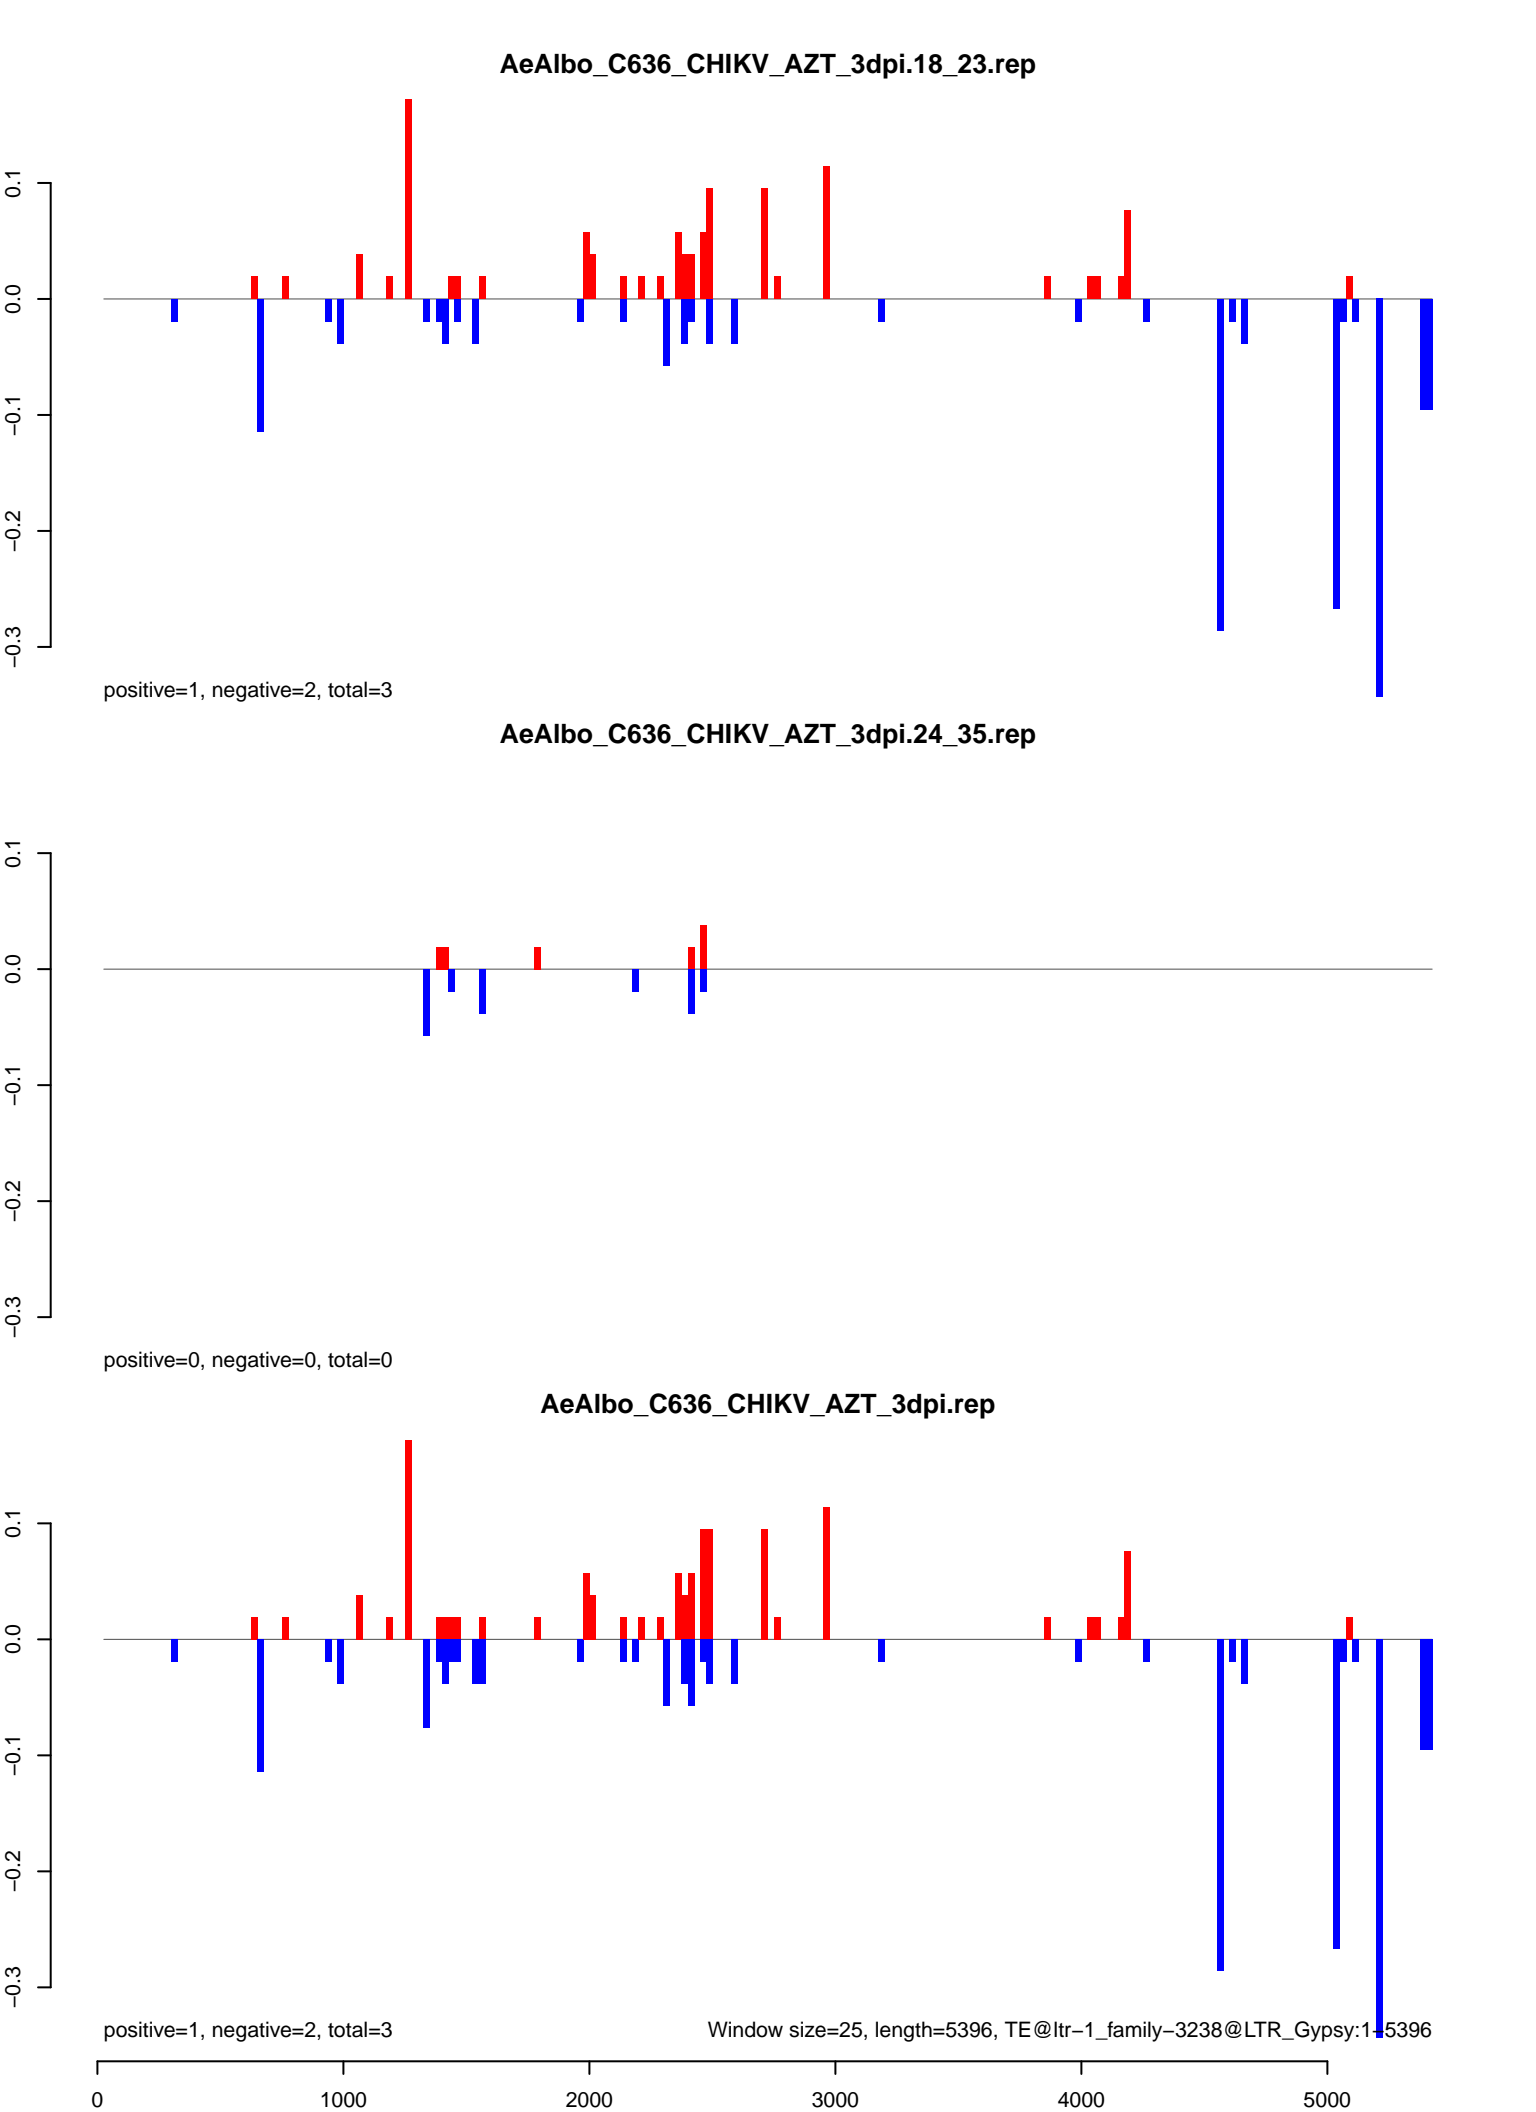 AeAlbo_C636_CHIKV_AZT_3dpi.18_23.rep
0.1
0.0
−0.1
−0.2
−0.3
positive=1, negative=2, total=3
AeAlbo_C636_CHIKV_AZT_3dpi.24_35.rep
0.1
0.0
−0.1
−0.2
−0.3
positive=0, negative=0, total=0
AeAlbo_C636_CHIKV_AZT_3dpi.rep
0.1
0.0
−0.1
−0.2
−0.3
positive=1, negative=2, total=3
Window size=25, length=5396, TE@ltr−1_family−3238@LTR_Gypsy:1−5396
0 1000 2000 3000 4000 5000